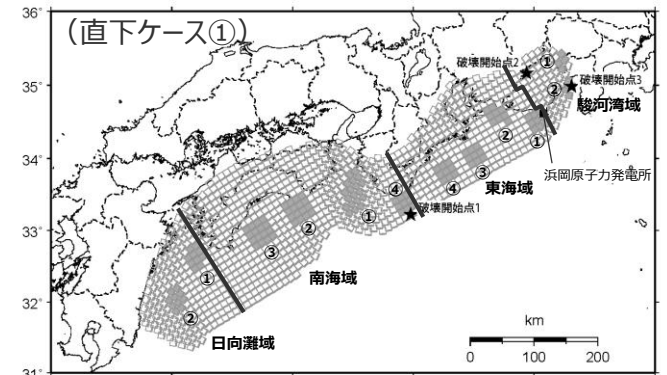 36°
(直下ケース①)
破壊開始点2
①
35°
破壊開始点3
②
駿河湾域
②
①
34°
③
浜岡原子力発電所
④
④
東海域
①
破壊開始点1
②
33°
③
①
南海域
32°
②
km
日向灘域
0
100
200
31°